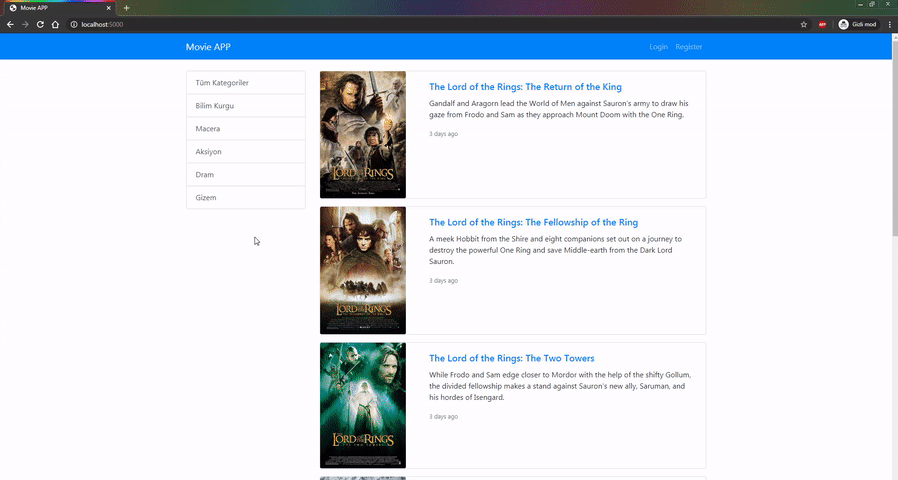 Movie APP
localhost:5000
ABP
Gizli mod
Movie APP
Login
Register
Tüm Kategoriler
Bilim Kurgu
Macera
Aksiyon
Dram
Gizem
THE LORD OF THE RINGS
The Lord of the Rings: The Return of the King
Gandalf and Aragorn lead the World of Men against Sauron's army to draw his
gaze from Frodo and Sam as they approach Mount Doom with the One Ring.
3 days ago
THE LORD OF THE RINGS
The Lord of the Rings: The Fellowship of the Ring
A meek Hobbit from the Shire and eight companions set out on a journey to
destroy the powerful One Ring and save Middle-earth from the Dark Lord
Sauron.
3 days ago
THE LORD OF THE RINGS
The Lord of the Rings: The Two Towers
While Frodo and Sam edge closer to Mordor with the help of the shifty Gollum,
the divided fellowship makes a stand against Sauron's new ally, Saruman, and
his hordes of Isengard.
3 days ago